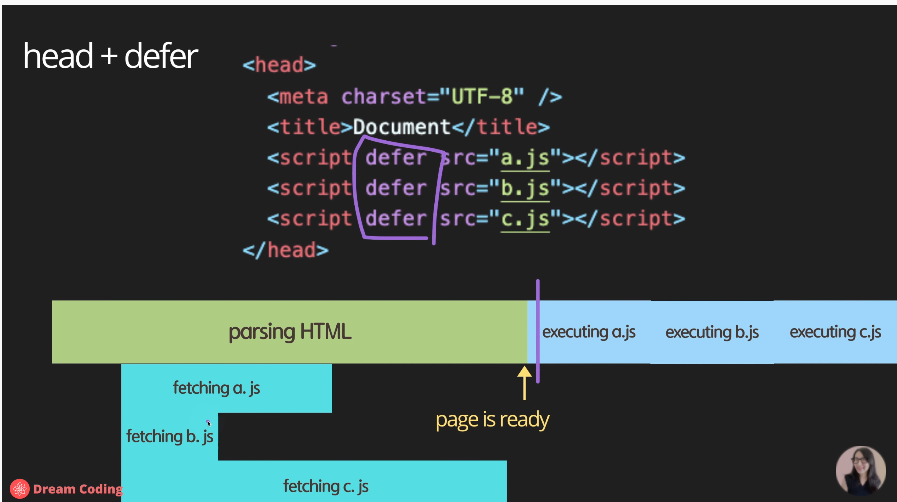 head + defer
<head>
<meta charset="UTF-8" />
<title>Document</title>
<script defer src="a.js"></script>
<script defer src="b.js"></script>
<script defer src="c.js"></script>
</head>
parsing HTML
executing a.js
executing b.js
executing c.js
fetching a. js
page is ready
fetching b. js
fetching c. js
Dream Coding